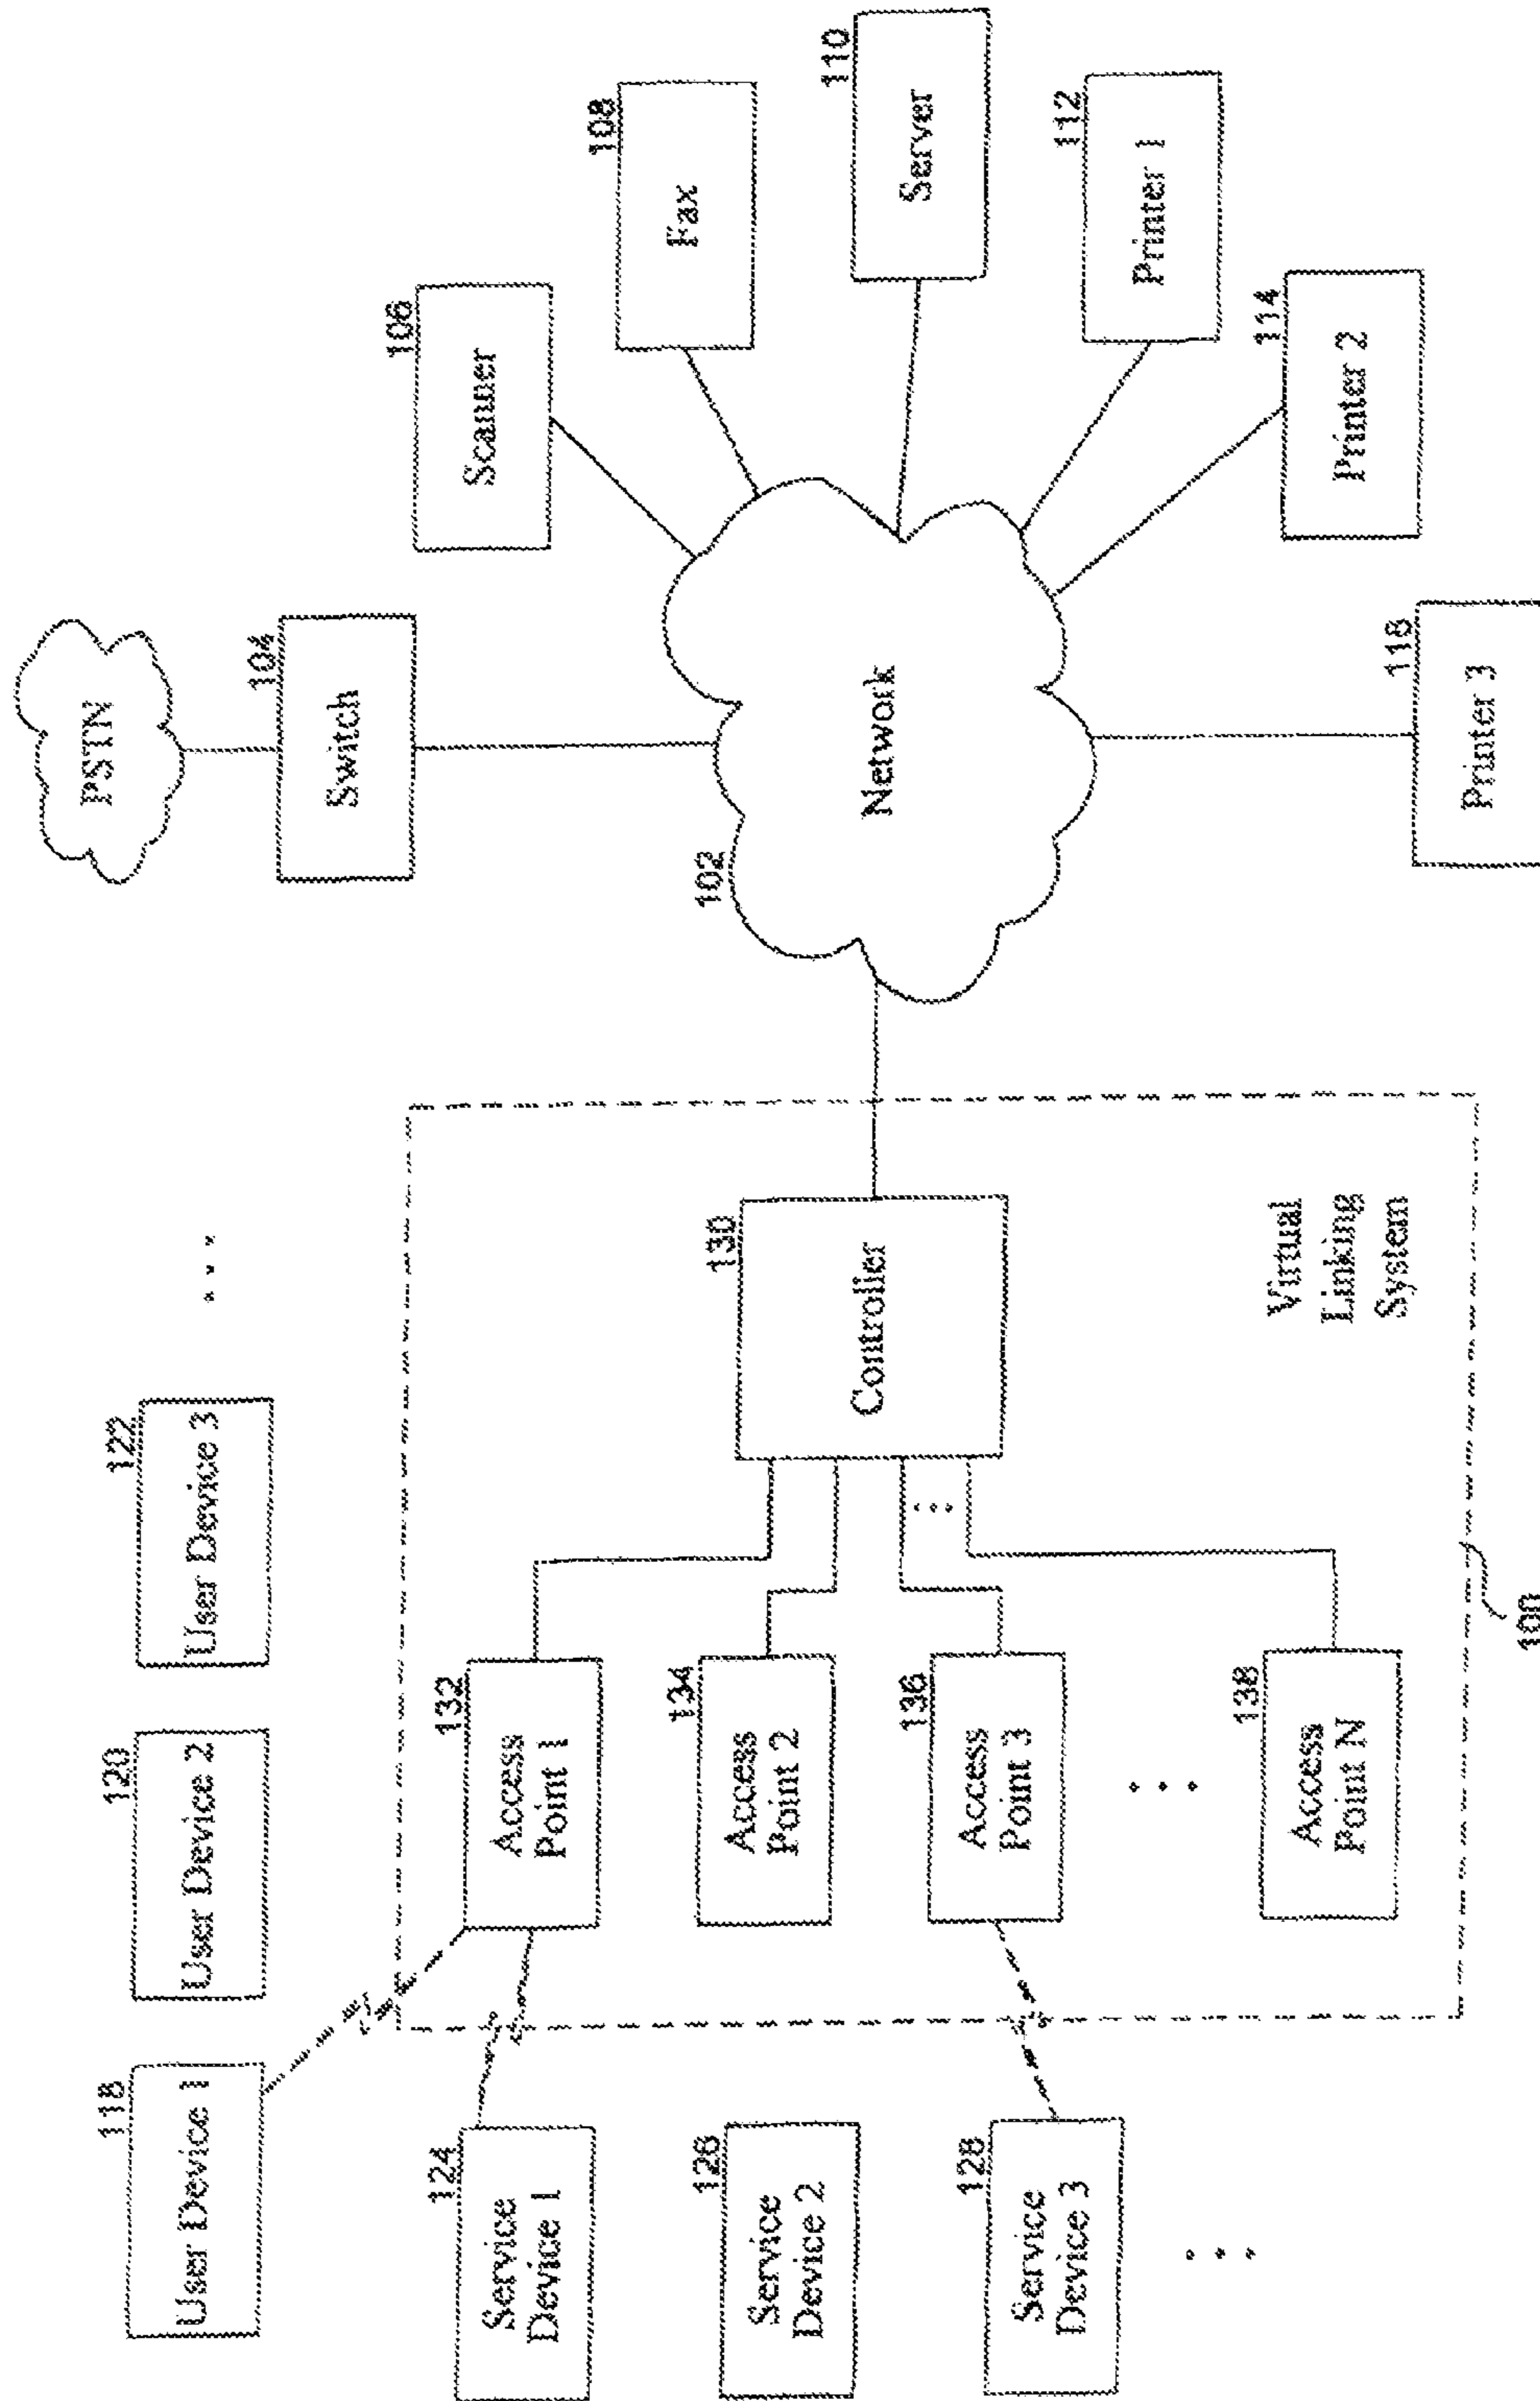 118
User Device 1
120
User Device 2
122
User Device 3
. . .
PSTN
104
Switch
106
Scanner
108
Fax
110
Server
112
Printer 1
114
Printer 2
116
Printer 3
102
Network
124
Service
Device 1
126
Service
Device 2
128
Service
Device 3
. . .
132
Access
Point 1
134
Access
Point 2
136
Access
Point 3
. . .
138
Access
Point N
. . .
130
Controller
Virtual
Linking
System
100